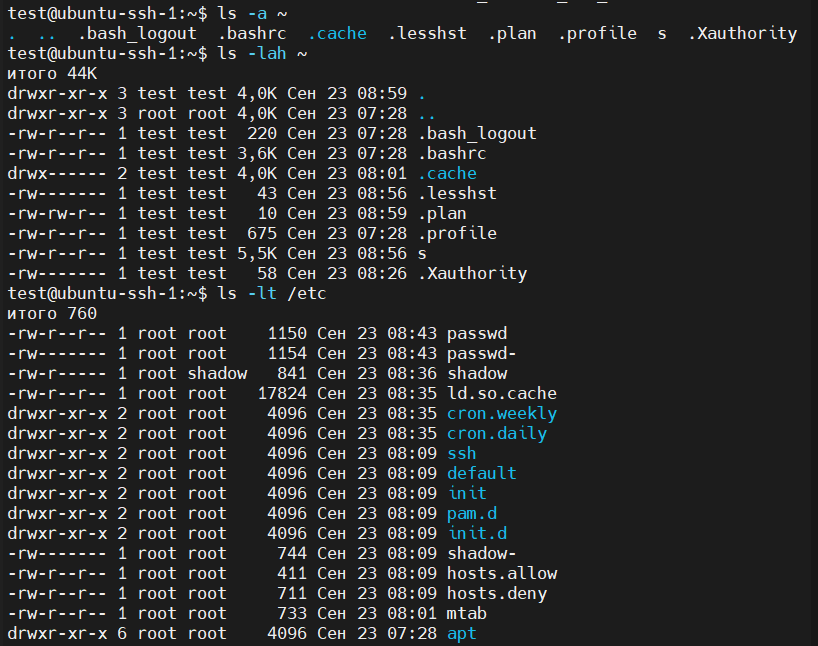 test@ubuntu-ssh-1:~$ ls -a ~
.  ..  .bash_logout  .bashrc  .cache  .lesshst  .plan  .profile  s  .Xauthority
test@ubuntu-ssh-1:~$ ls -lah ~
итого 44K
drwxr-xr-x 3 test test 4,0K Сен 23 08:59 .
drwxr-xr-x 3 root root 4,0K Сен 23 07:28 ..
-rw-r--r-- 1 test test  220 Сен 23 07:28 .bash_logout
-rw-r--r-- 1 test test 3,6K Сен 23 07:28 .bashrc
drwx------ 2 test test 4,0K Сен 23 08:01 .cache
-rw------- 1 test test   43 Сен 23 08:56 .lesshst
-rw-rw-r-- 1 test test   10 Сен 23 08:59 .plan
-rw-r--r-- 1 test test  675 Сен 23 07:28 .profile
-rw-r--r-- 1 test test 5,5K Сен 23 08:56 s
-rw------- 1 test test   58 Сен 23 08:26 .Xauthority
test@ubuntu-ssh-1:~$ ls -lt /etc
итого 760
-rw-r--r-- 1 root root    1150 Сен 23 08:43 passwd
-rw------- 1 root root    1154 Сен 23 08:43 passwd-
-rw-r----- 1 root shadow   841 Сен 23 08:36 shadow
-rw-r--r-- 1 root root   17824 Сен 23 08:35 ld.so.cache
drwxr-xr-x 2 root root    4096 Сен 23 08:35 cron.weekly
drwxr-xr-x 2 root root    4096 Сен 23 08:35 cron.daily
drwxr-xr-x 2 root root    4096 Сен 23 08:09 ssh
drwxr-xr-x 2 root root    4096 Сен 23 08:09 default
drwxr-xr-x 2 root root    4096 Сен 23 08:09 init
drwxr-xr-x 2 root root    4096 Сен 23 08:09 pam.d
drwxr-xr-x 2 root root    4096 Сен 23 08:09 init.d
-rw------- 1 root root     744 Сен 23 08:09 shadow-
-rw-r--r-- 1 root root     411 Сен 23 08:09 hosts.allow
-rw-r--r-- 1 root root     711 Сен 23 08:09 hosts.deny
-rw-r--r-- 1 root root     733 Сен 23 08:01 mtab
drwxr-xr-x 6 root root    4096 Сен 23 07:28 apt